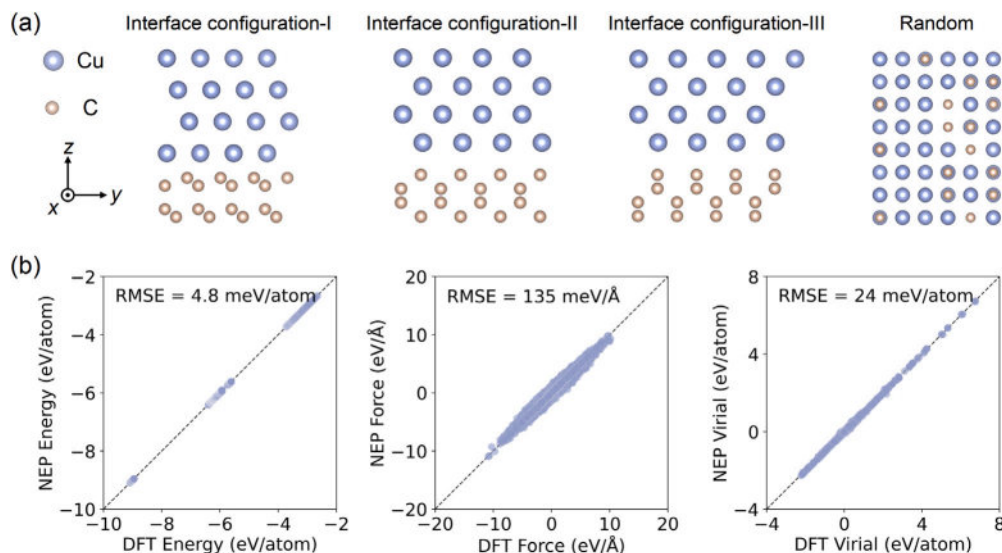 (a)
Interface configuration-I
Interface configuration-II
Interface configuration-III
Random
Cu
C
z
x
y
(b)
RMSE = 4.8 meV/atom
NEP Energy (eV/atom)
−2
−4
−6
−8
−10
−10 −8 −6 −4 −2
DFT Energy (eV/atom)
RMSE = 135 meV/Å
NEP Force (eV/Å)
20
10
0
−10
−20
−20 −10 0 10 20
DFT Force (eV/Å)
RMSE = 24 meV/atom
NEP Virial (eV/atom)
8
4
0
−4
−4 0 4 8
DFT Virial (eV/atom)